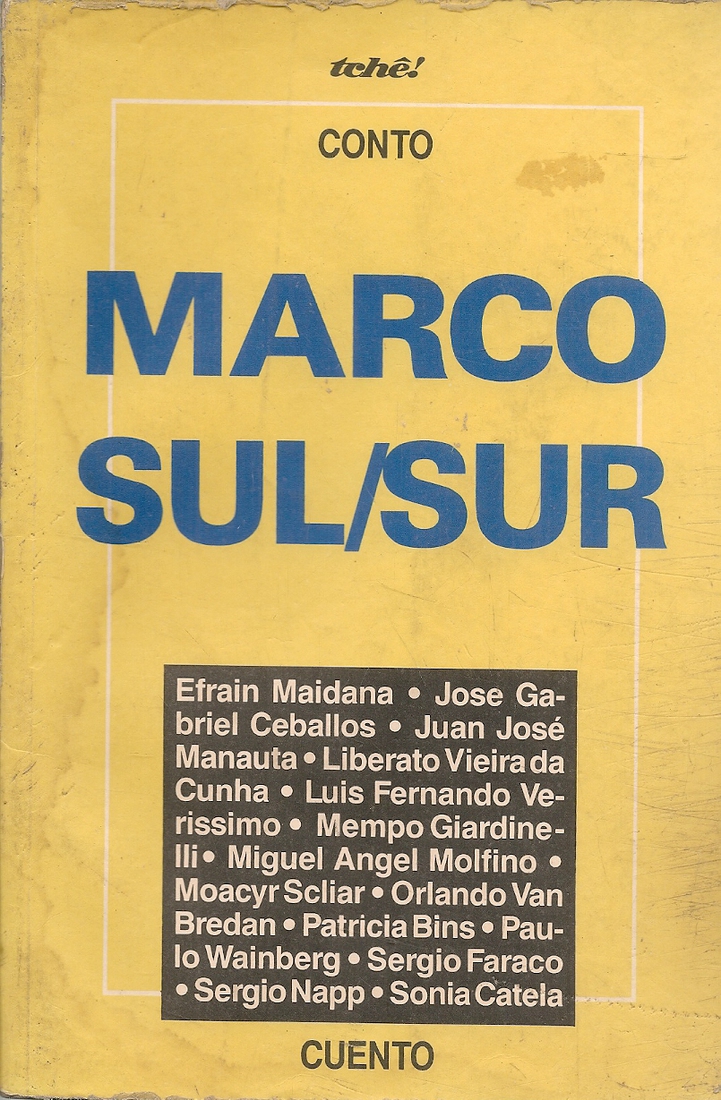 tchê!
CONTO
MARCO
SUL/SUR
Efrain Maidana • Jose Ga-
briel Ceballos • Juan José
Manauta • Liberato Vieira da
Cunha • Luis Fernando Ve-
rissimo • Mempo Giardine-
lli • Miguel Angel Molfino •
Moacyr Scliar • Orlando Van
Bredan • Patricia Bins • Pau-
lo Wainberg • Sergio Faraco
• Sergio Napp • Sonia Catela
CUENTO